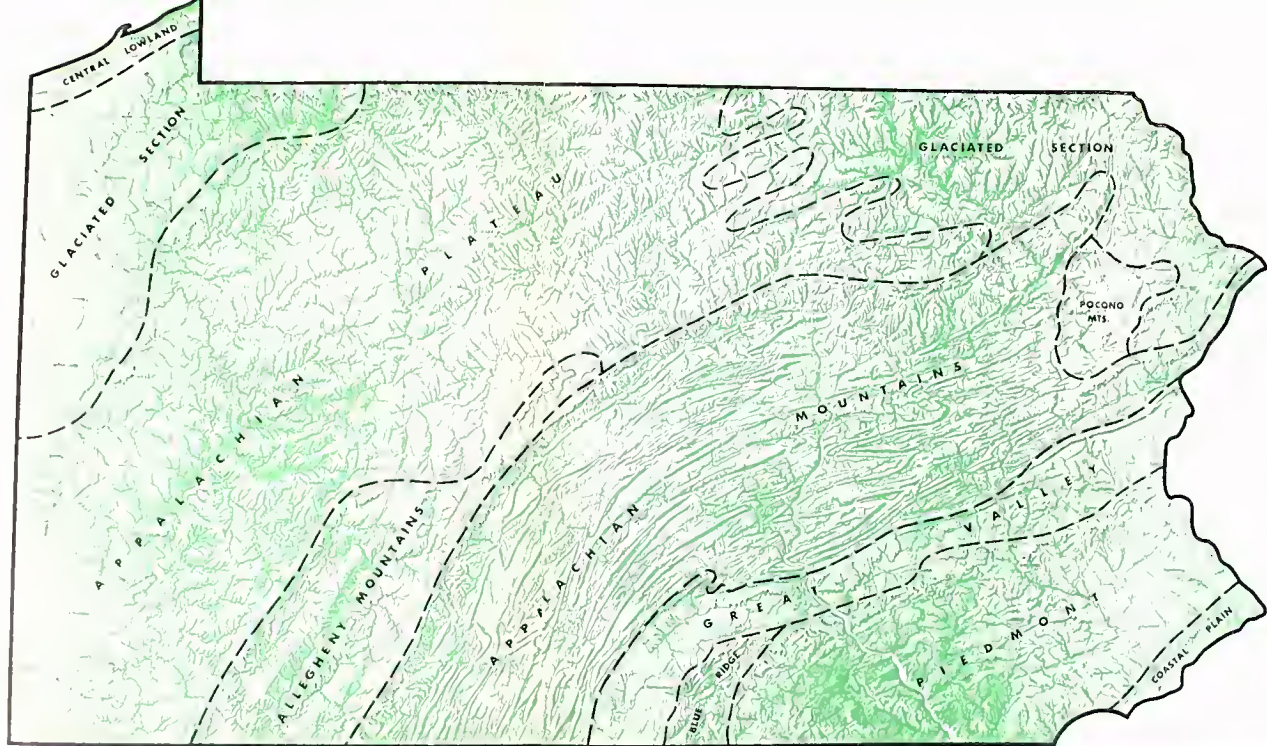 CENTRAL LOWLAND
GLACIATED SECTION
GLACIATED SECTION
PLATEAU
POCONO
MTS.
APPALACHIAN
MOUNTAINS
ALLEGHENY MOUNTAINS
APPALACHIAN
GREAT VALLEY
BLUE RIDGE
PIEDMONT
COASTAL PLAIN